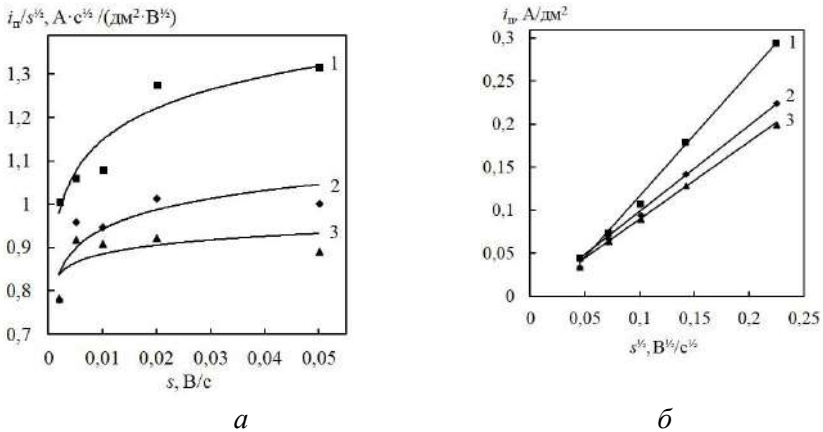 iп/s½, А·с½ /(дм²·В½)
1,3
1,2
1,1
1
0,9
0,8
0,7
0 0,01 0,02 0,03 0,04 0,05
s, В/с
1
2
3
а
iп, А/дм²
0,3
0,25
0,2
0,15
0,1
0,05
0
0 0,05 0,1 0,15 0,2 0,25
s½, В½/с½
1
2
3
б